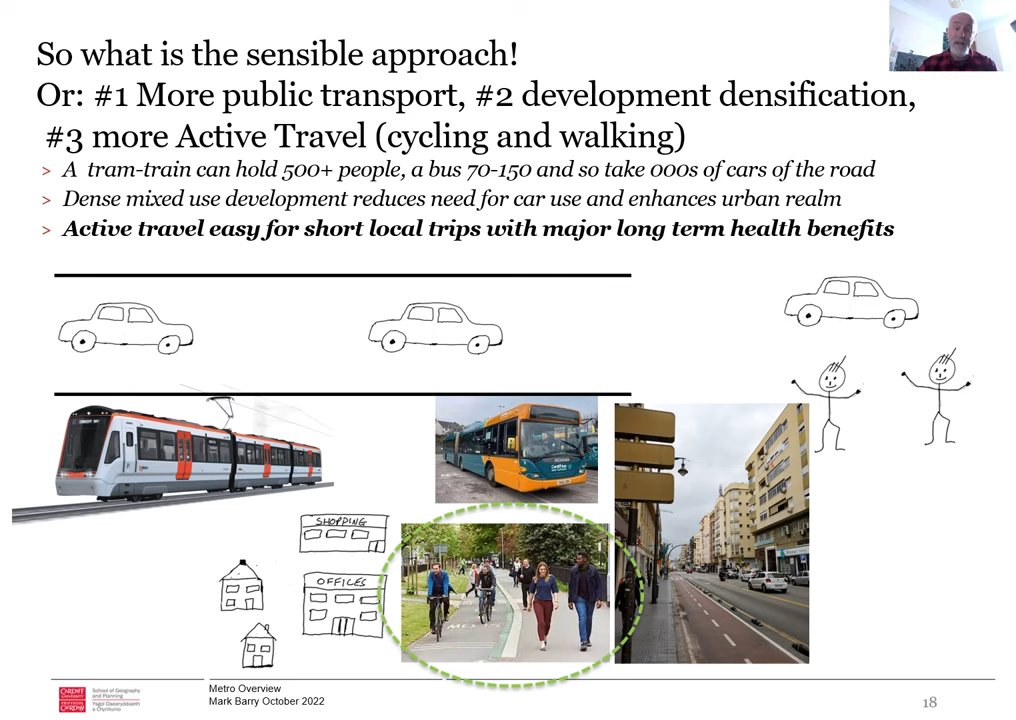 So what is the sensible approach!
Or: #1 More public transport, #2 development densification,
#3 more Active Travel (cycling and walking)
> A tram-train can hold 500+ people, a bus 70-150 and so take 000s of cars of the road
> Dense mixed use development reduces need for car use and enhances urban realm
> Active travel easy for short local trips with major long term health benefits
SHOPPING
OFFICES
CARDIFF
UNIVERSITY
PRIFYSGOL
CAERDYDD
School of Geography
and Planning
Ysgol Daearyddiaeth
a Chynllunio
Metro Overview
Mark Barry October 2022
18